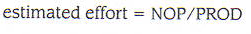 estimated effort = NOP/PROD